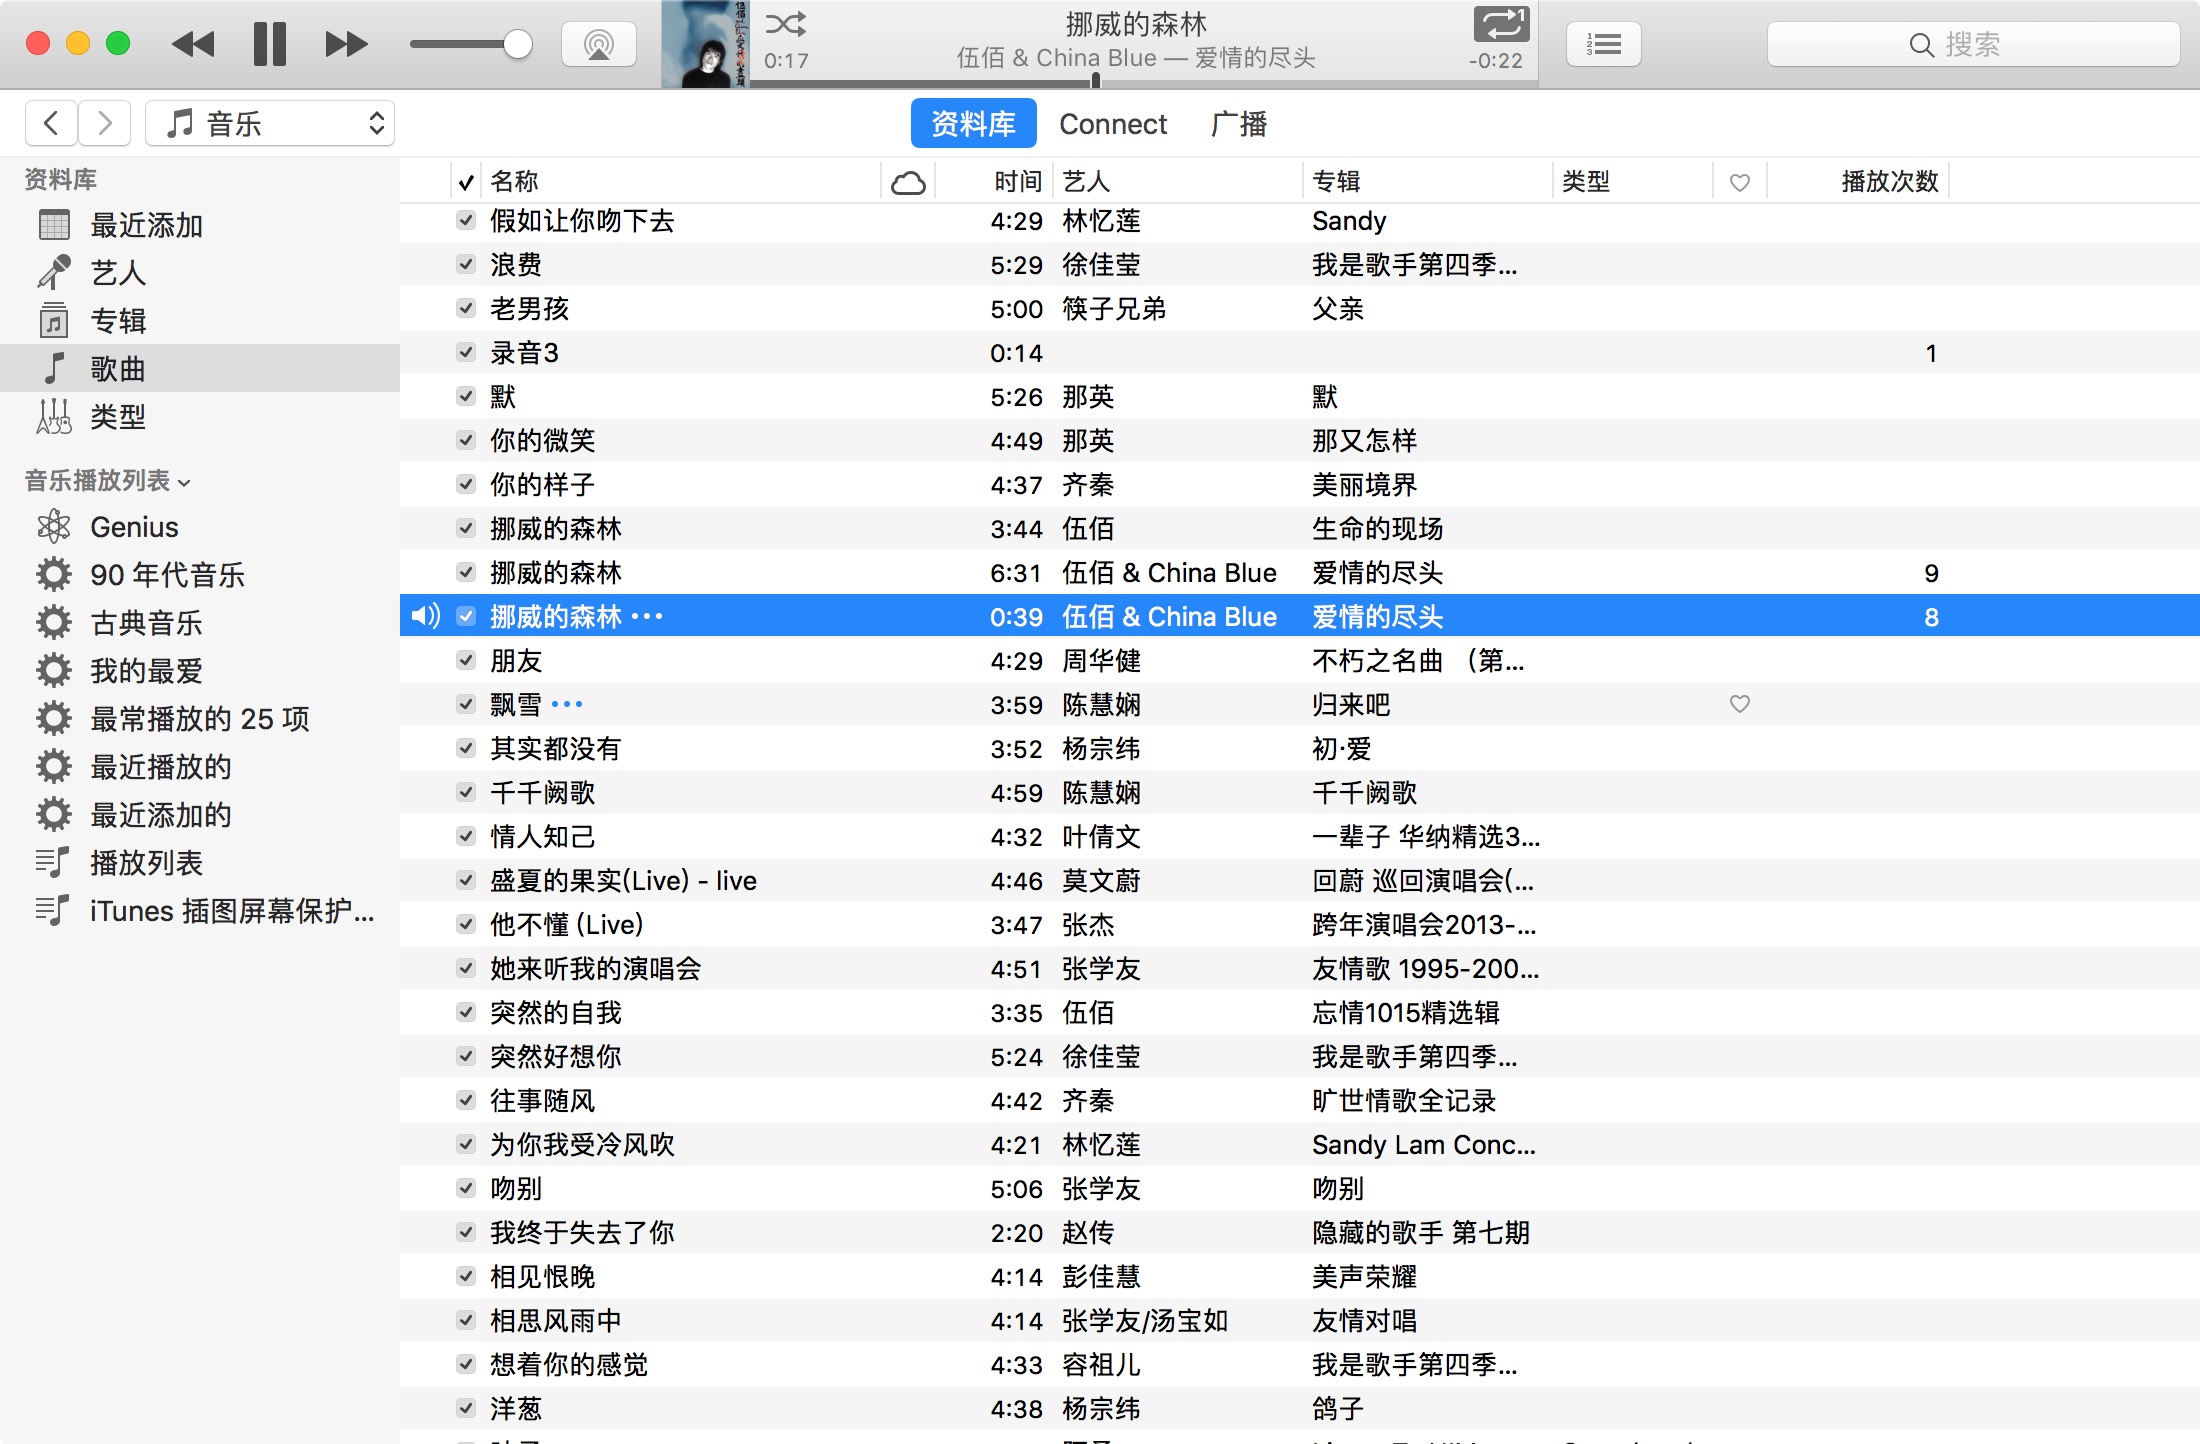 挪威的森林
0:17 伍佰 & China Blue — 爱情的尽头 -0:22
搜索
音乐
资料库 Connect 广播
资料库
最近添加
艺人
专辑
歌曲
类型
音乐播放列表
Genius
90 年代音乐
古典音乐
我的最爱
最常播放的 25 项
最近播放的
最近添加的
播放列表
iTunes 插图屏幕保护...
名称 时间 艺人 专辑 类型 播放次数
假如让你吻下去 4:29 林忆莲 Sandy
浪费 5:29 徐佳莹 我是歌手第四季...
老男孩 5:00 筷子兄弟 父亲
录音3 0:14 1
默 5:26 那英 默
你的微笑 4:49 那英 那又怎样
你的样子 4:37 齐秦 美丽境界
挪威的森林 3:44 伍佰 生命的现场
挪威的森林 6:31 伍佰 & China Blue 爱情的尽头 9
挪威的森林 ••• 0:39 伍佰 & China Blue 爱情的尽头 8
朋友 4:29 周华健 不朽之名曲 （第...
飘雪 ••• 3:59 陈慧娴 归来吧
其实都没有 3:52 杨宗纬 初·爱
千千阙歌 4:59 陈慧娴 千千阙歌
情人知己 4:32 叶倩文 一辈子 华纳精选3...
盛夏的果实(Live) - live 4:46 莫文蔚 回蔚 巡回演唱会(...
他不懂 (Live) 3:47 张杰 跨年演唱会2013-...
她来听我的演唱会 4:51 张学友 友情歌 1995-200...
突然的自我 3:35 伍佰 忘情1015精选辑
突然好想你 5:24 徐佳莹 我是歌手第四季...
往事随风 4:42 齐秦 旷世情歌全记录
为你我受冷风吹 4:21 林忆莲 Sandy Lam Conc...
吻别 5:06 张学友 吻别
我终于失去了你 2:20 赵传 隐藏的歌手 第七期
相见恨晚 4:14 彭佳慧 美声荣耀
相思风雨中 4:14 张学友/汤宝如 友情对唱
想着你的感觉 4:33 容祖儿 我是歌手第四季...
洋葱 4:38 杨宗纬 鸽子